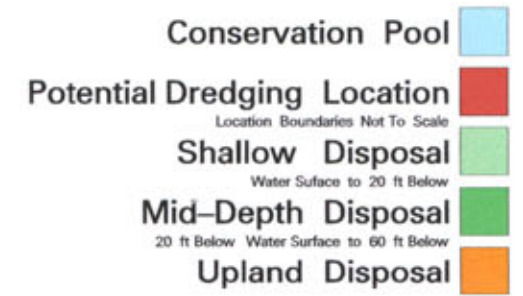 Conservation Pool
Potential Dredging Location
Location Boundaries Not To Scale
Shallow Disposal
Water Suface to 20 ft Below
Mid–Depth Disposal
20 ft Below Water Surface to 60 ft Below
Upland Disposal